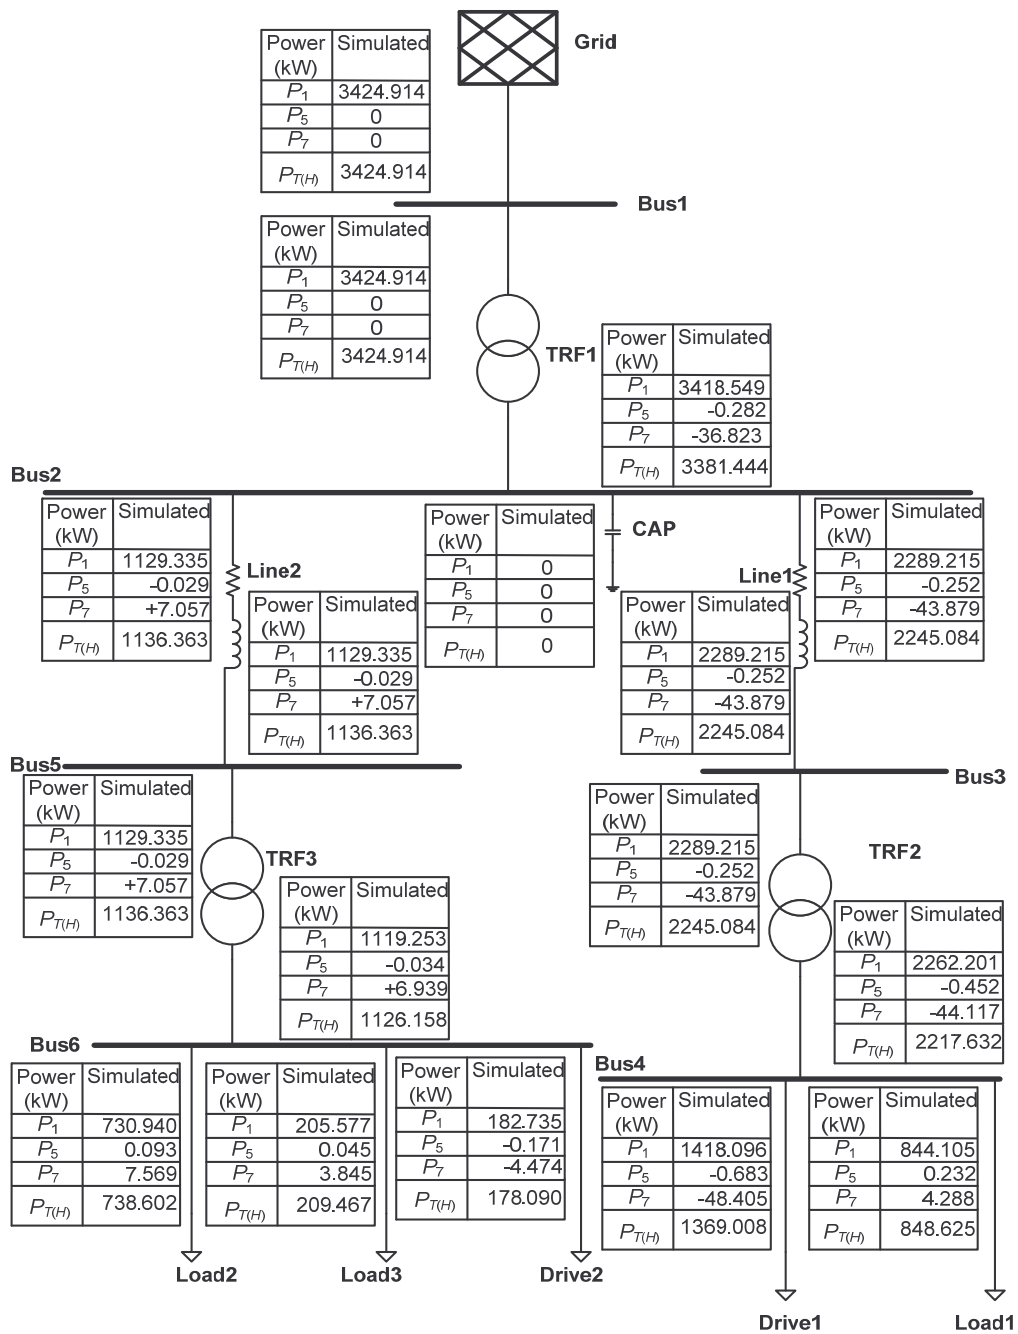 Grid
Power (kW) Simulated
P1 3424.914
P5 0
P7 0
PT(H) 3424.914
Bus1
Power (kW) Simulated
P1 3424.914
P5 0
P7 0
PT(H) 3424.914
TRF1
Power (kW) Simulated
P1 3418.549
P5 -0.282
P7 -36.823
PT(H) 3381.444
Bus2
Power (kW) Simulated
P1 1129.335
P5 -0.029
P7 +7.057
PT(H) 1136.363
Line2
Power (kW) Simulated
P1 1129.335
P5 -0.029
P7 +7.057
PT(H) 1136.363
Power (kW) Simulated
P1 0
P5 0
P7 0
PT(H) 0
CAP
Line1
Power (kW) Simulated
P1 2289.215
P5 -0.252
P7 -43.879
PT(H) 2245.084
Power (kW) Simulated
P1 2289.215
P5 -0.252
P7 -43.879
PT(H) 2245.084
Bus5
Power (kW) Simulated
P1 1129.335
P5 -0.029
P7 +7.057
PT(H) 1136.363
TRF3
Power (kW) Simulated
P1 1119.253
P5 -0.034
P7 +6.939
PT(H) 1126.158
Bus3
Power (kW) Simulated
P1 2289.215
P5 -0.252
P7 -43.879
PT(H) 2245.084
TRF2
Power (kW) Simulated
P1 2262.201
P5 -0.452
P7 -44.117
PT(H) 2217.632
Bus6
Power (kW) Simulated
P1 730.940
P5 0.093
P7 7.569
PT(H) 738.602
Power (kW) Simulated
P1 205.577
P5 0.045
P7 3.845
PT(H) 209.467
Power (kW) Simulated
P1 182.735
P5 -0.171
P7 -4.474
PT(H) 178.090
Load2
Load3
Drive2
Bus4
Power (kW) Simulated
P1 1418.096
P5 -0.683
P7 -48.405
PT(H) 1369.008
Power (kW) Simulated
P1 844.105
P5 0.232
P7 4.288
PT(H) 848.625
Drive1
Load1